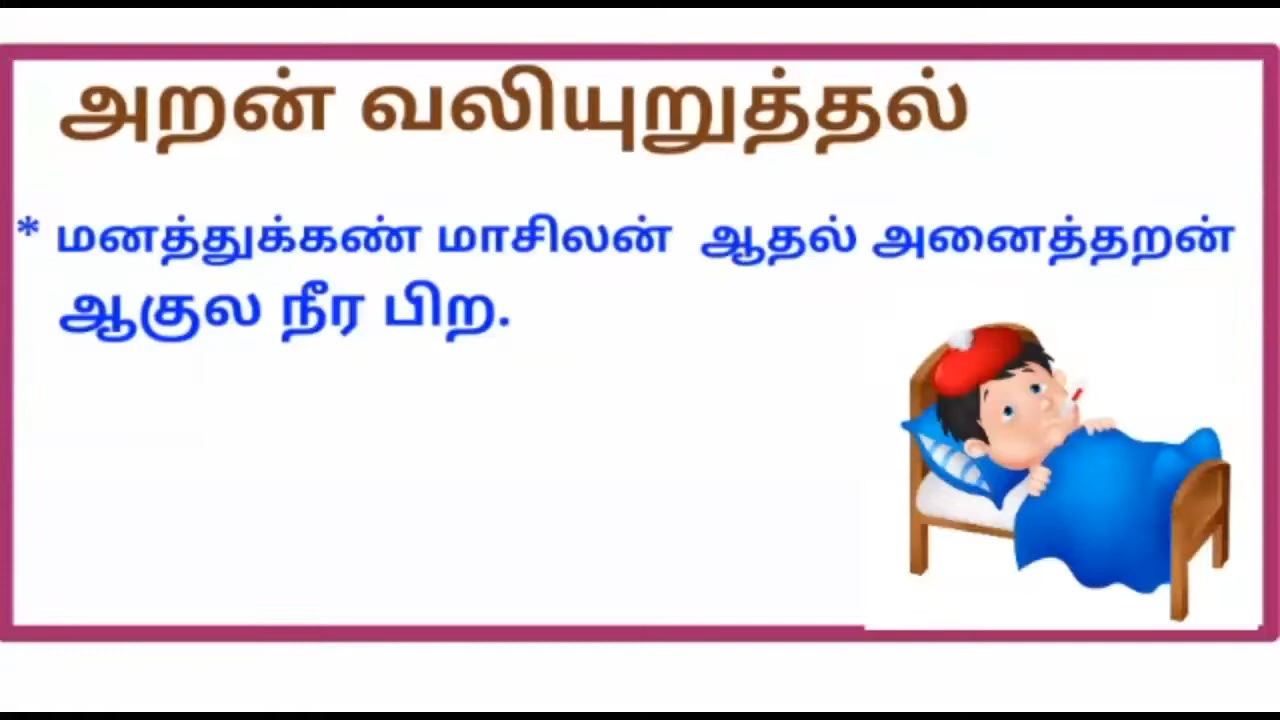 அறன் வலியுறுத்தல்
* மனத்துக்கண் மாசிலன் ஆதல் அனைத்தறன்
ஆகுல நீர பிற.